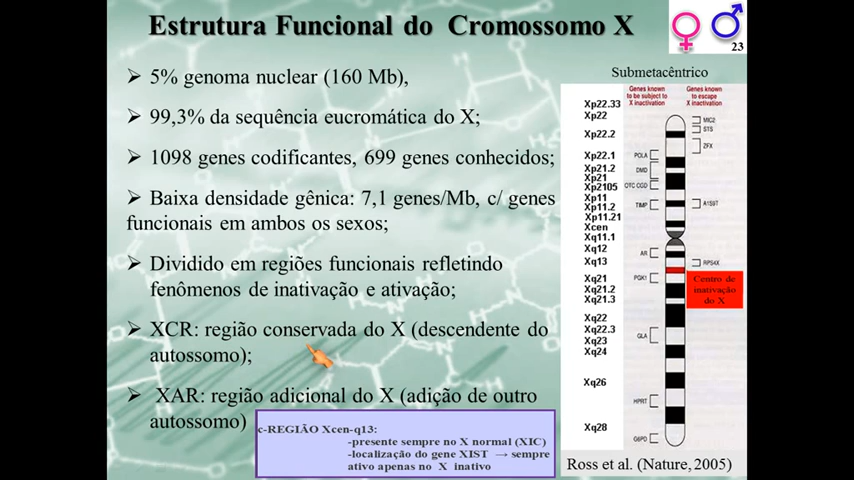 Estrutura Funcional do Cromossomo X
23
➢ 5% genoma nuclear (160 Mb),
➢ 99,3% da sequência eucromática do X;
➢ 1098 genes codificantes, 699 genes conhecidos;
➢ Baixa densidade gênica: 7,1 genes/Mb, c/ genes
funcionais em ambos os sexos;
➢ Dividido em regiões funcionais refletindo
fenômenos de inativação e ativação;
➢ XCR: região conservada do X (descendente do
autossomo);
➢ XAR: região adicional do X (adição de outro
autossomo)
c-REGIÃO Xcen-q13:
-presente sempre no X normal (XIC)
-localização do gene XIST → sempre
ativo apenas no X inativo
Submetacêntrico
Genes known
to be subject to
X inactivation
Genes known
to escape
X inactivation
Xp22.33
Xp22
Xp22.2
Xp22.1
Xp21.2
Xp21
Xp2105
Xp11
Xp11.2
Xp11.21
Xcen
Xq11.1
Xq12
Xq13
Xq21
Xq21.2
Xq21.3
Xq22
Xq22.3
Xq23
Xq24
Xq26
Xq28
POLA
DMD
OTC CGD
TIMP
AR
PGK1
GLA
HPRT
G6PD
MIC2
STS
ZFX
A1S9T
RPS4X
Centro de
inativação
do X
Ross et al. (Nature, 2005)